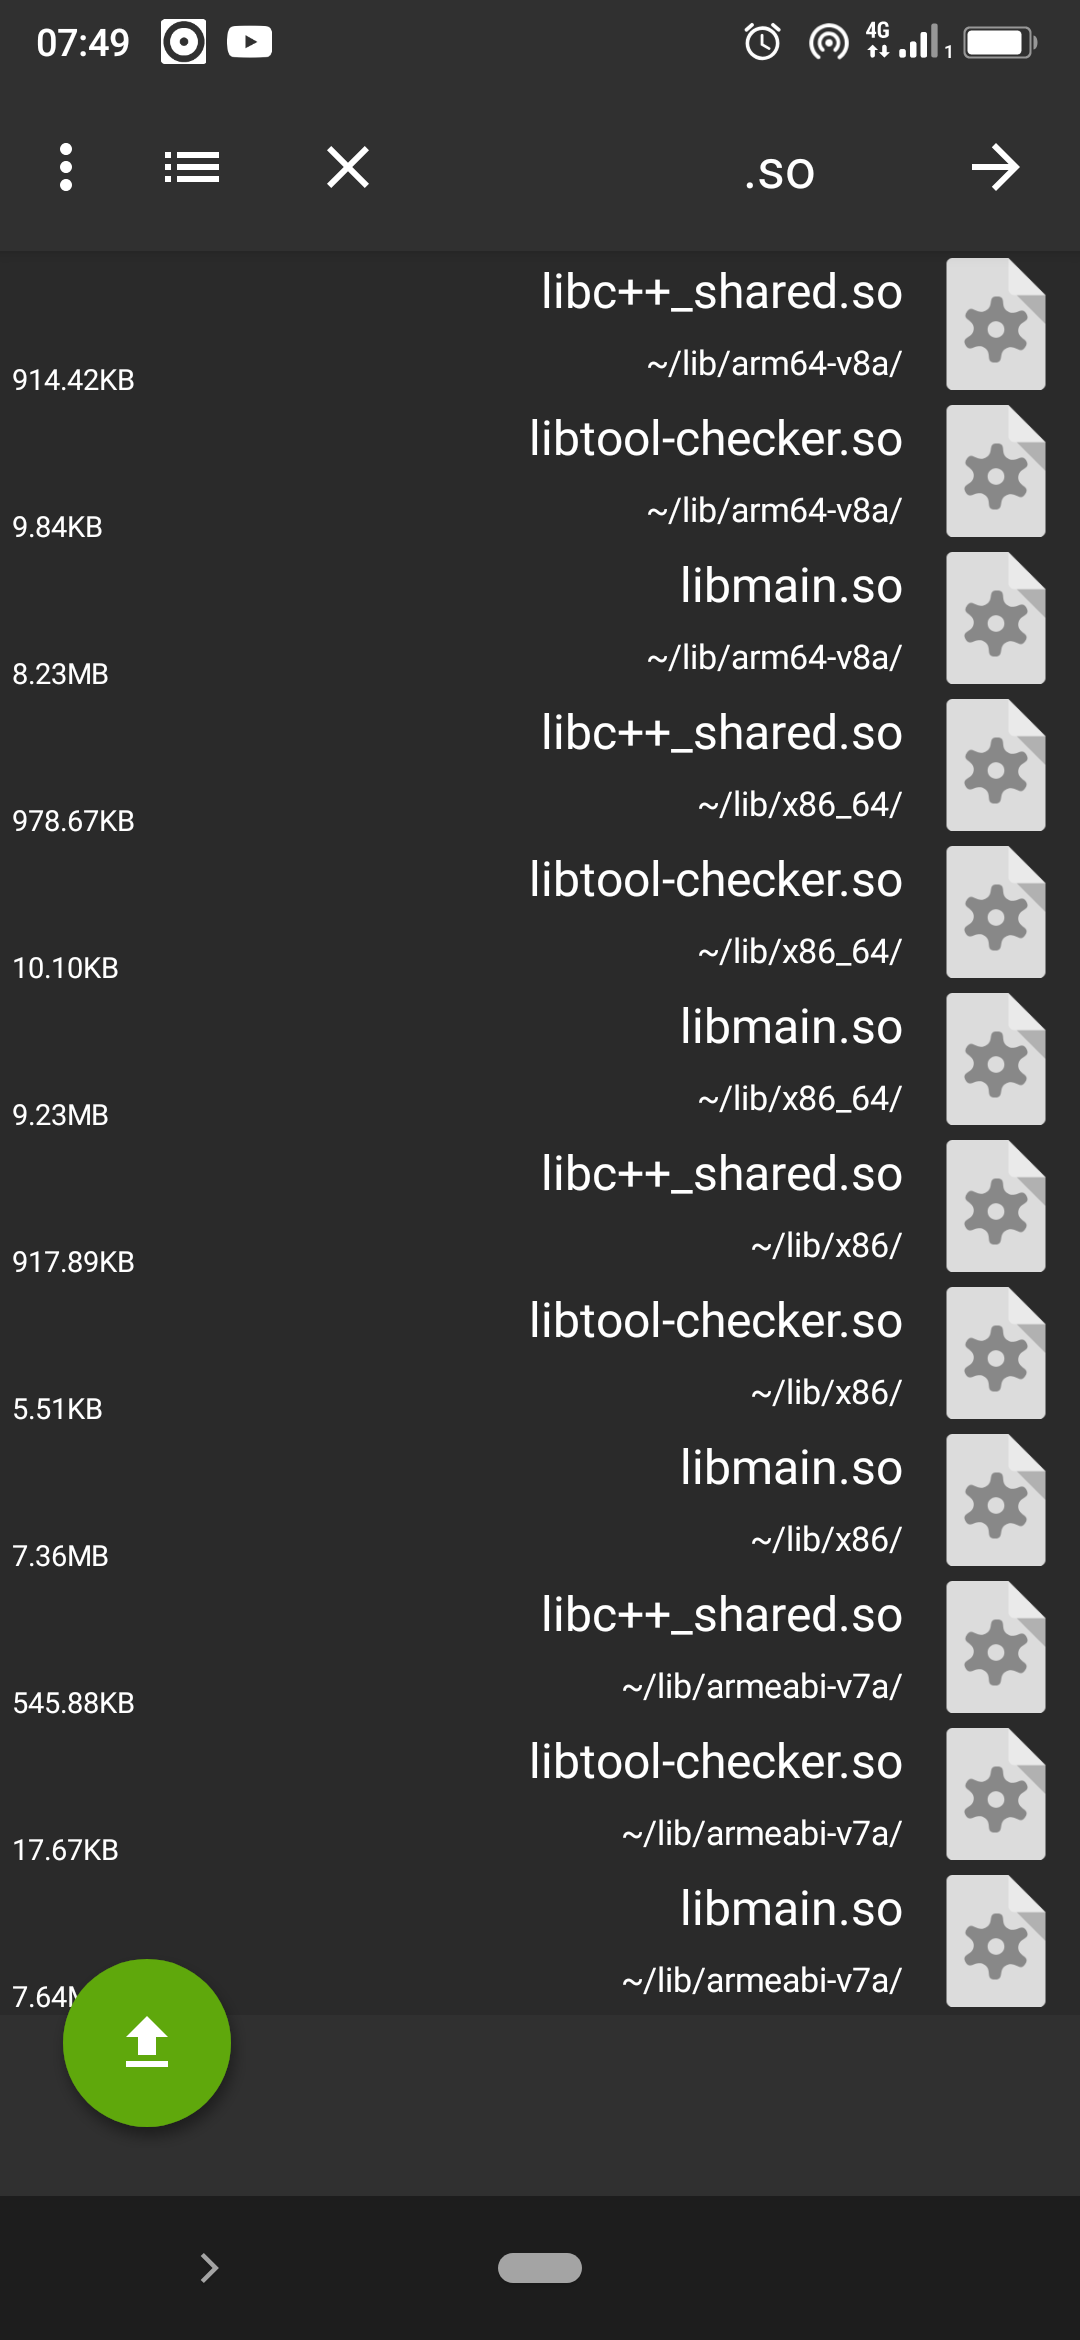 07:49
4G
1
.so
libc++_shared.so
~/lib/arm64-v8a/
914.42KB
libtool-checker.so
~/lib/arm64-v8a/
9.84KB
libmain.so
~/lib/arm64-v8a/
8.23MB
libc++_shared.so
~/lib/x86_64/
978.67KB
libtool-checker.so
~/lib/x86_64/
10.10KB
libmain.so
~/lib/x86_64/
9.23MB
libc++_shared.so
~/lib/x86/
917.89KB
libtool-checker.so
~/lib/x86/
5.51KB
libmain.so
~/lib/x86/
7.36MB
libc++_shared.so
~/lib/armeabi-v7a/
545.88KB
libtool-checker.so
~/lib/armeabi-v7a/
17.67KB
libmain.so
~/lib/armeabi-v7a/
7.64M